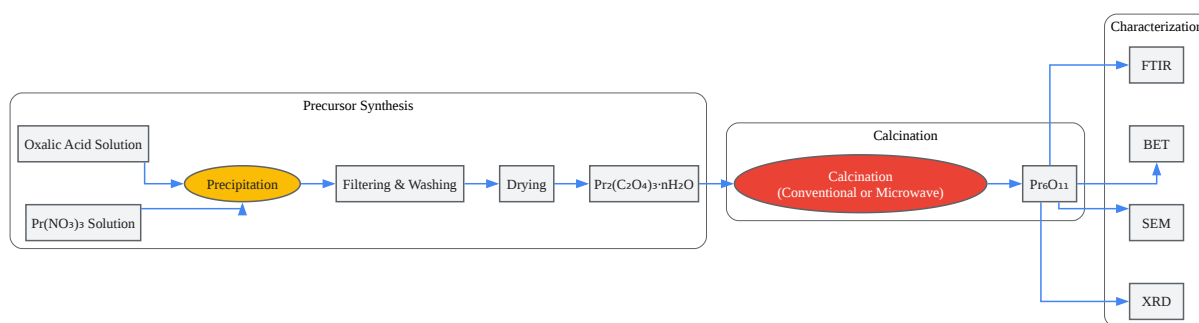 Characterization
FTIR
Precursor Synthesis
Oxalic Acid Solution
Pr(NO₃)₃ Solution
Precipitation
Filtering & Washing
Drying
Pr₂(C₂O₄)₃·nH₂O
Calcination
Calcination
(Conventional or Microwave)
Pr₆O₁₁
BET
SEM
XRD